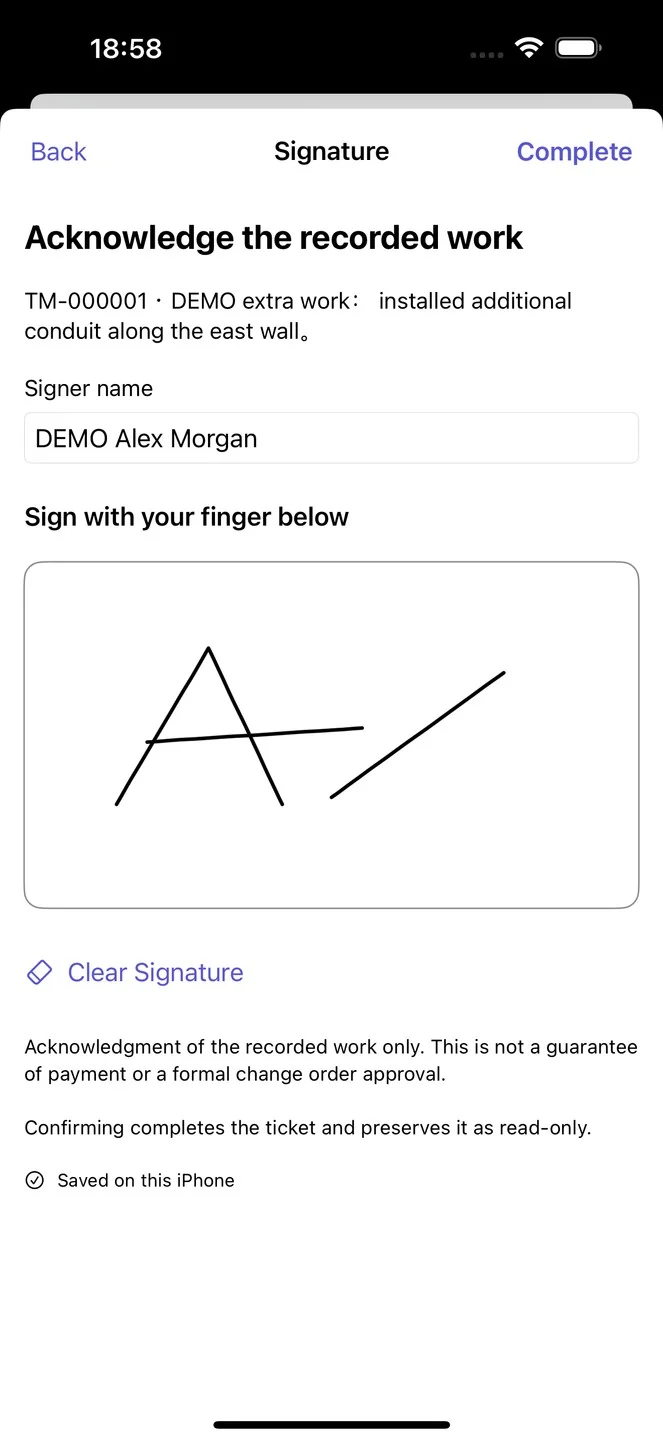 18:58
Back Signature Complete
Acknowledge the recorded work
TM-000001 · DEMO extra work： installed additional
conduit along the east wall。
Signer name
DEMO Alex Morgan
Sign with your finger below
A
Clear Signature
Acknowledgment of the recorded work only. This is not a guarantee
of payment or a formal change order approval.
Confirming completes the ticket and preserves it as read-only.
Saved on this iPhone